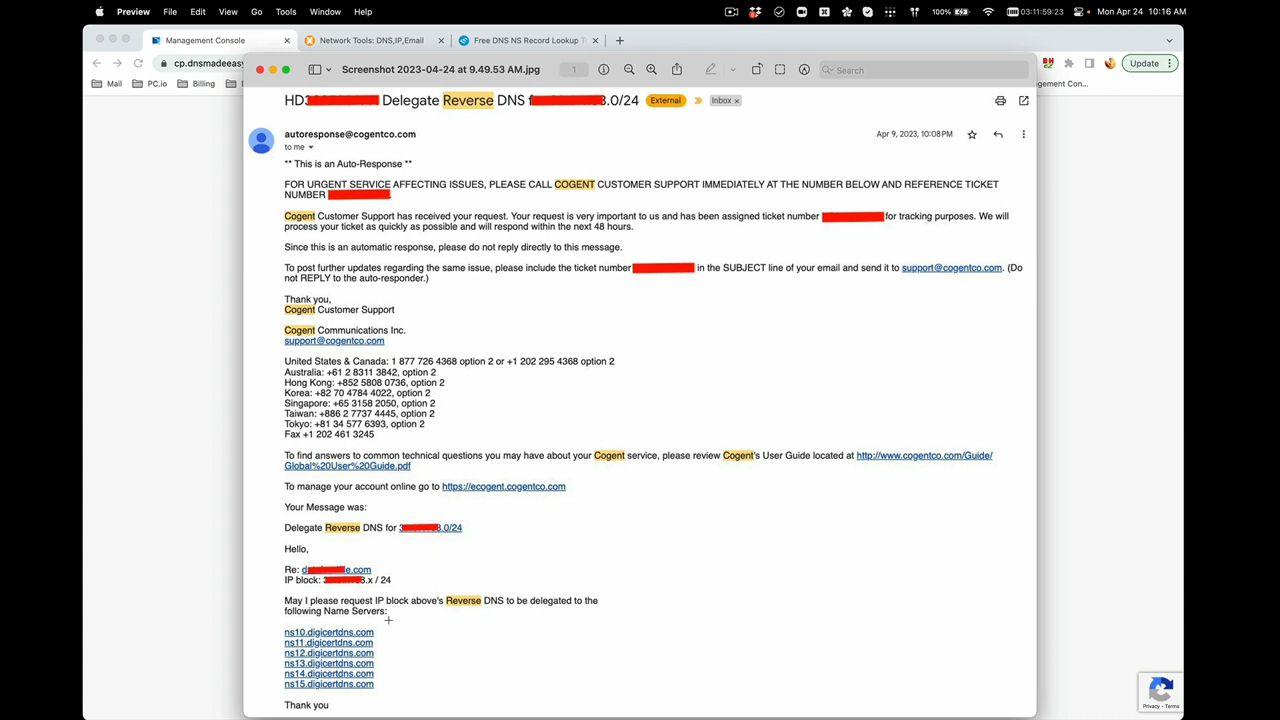 Preview File Edit View Go Tools Window Help 100% 03:11:59:23 Mon Apr 24 10:16 AM
Management Console × Network Tools: DNS,IP,Email × Free DNS NS Record Lookup × +
cp.dnsmadeeasy Update
Screenshot 2023-04-24 at 9.49.53 AM.jpg 1 Search
Mail PC.io Billing gement Con...
HD Delegate Reverse DNS f .0/24 External Inbox ×
autoresponse@cogentco.com Apr 9, 2023, 10:08 PM
to me
** This is an Auto-Response **
FOR URGENT SERVICE AFFECTING ISSUES, PLEASE CALL COGENT CUSTOMER SUPPORT IMMEDIATELY AT THE NUMBER BELOW AND REFERENCE TICKET
NUMBER
Cogent Customer Support has received your request. Your request is very important to us and has been assigned ticket number for tracking purposes. We will
process your ticket as quickly as possible and will respond within the next 48 hours.
Since this is an automatic response, please do not reply directly to this message.
To post further updates regarding the same issue, please include the ticket number in the SUBJECT line of your email and send it to support@cogentco.com. (Do
not REPLY to the auto-responder.)
Thank you,
Cogent Customer Support
Cogent Communications Inc.
support@cogentco.com
United States & Canada: 1 877 726 4368 option 2 or +1 202 295 4368 option 2
Australia: +61 2 8311 3842, option 2
Hong Kong: +852 5808 0736, option 2
Korea: +82 70 4784 4022, option 2
Singapore: +65 3158 2050, option 2
Taiwan: +886 2 7737 4445, option 2
Tokyo: +81 34 577 6393, option 2
Fax +1 202 461 3245
To find answers to common technical questions you may have about your Cogent service, please review Cogent's User Guide located at http://www.cogentco.com/Guide/
Global%20User%20Guide.pdf
To manage your account online go to https://ecogent.cogentco.com
Your Message was:
Delegate Reverse DNS for .0/24
Hello,
Re: .com
IP block: .x / 24
May I please request IP block above's Reverse DNS to be delegated to the
following Name Servers:
ns10.digicertdns.com
ns11.digicertdns.com
ns12.digicertdns.com
ns13.digicertdns.com
ns14.digicertdns.com
ns15.digicertdns.com
Thank you
Privacy - Terms